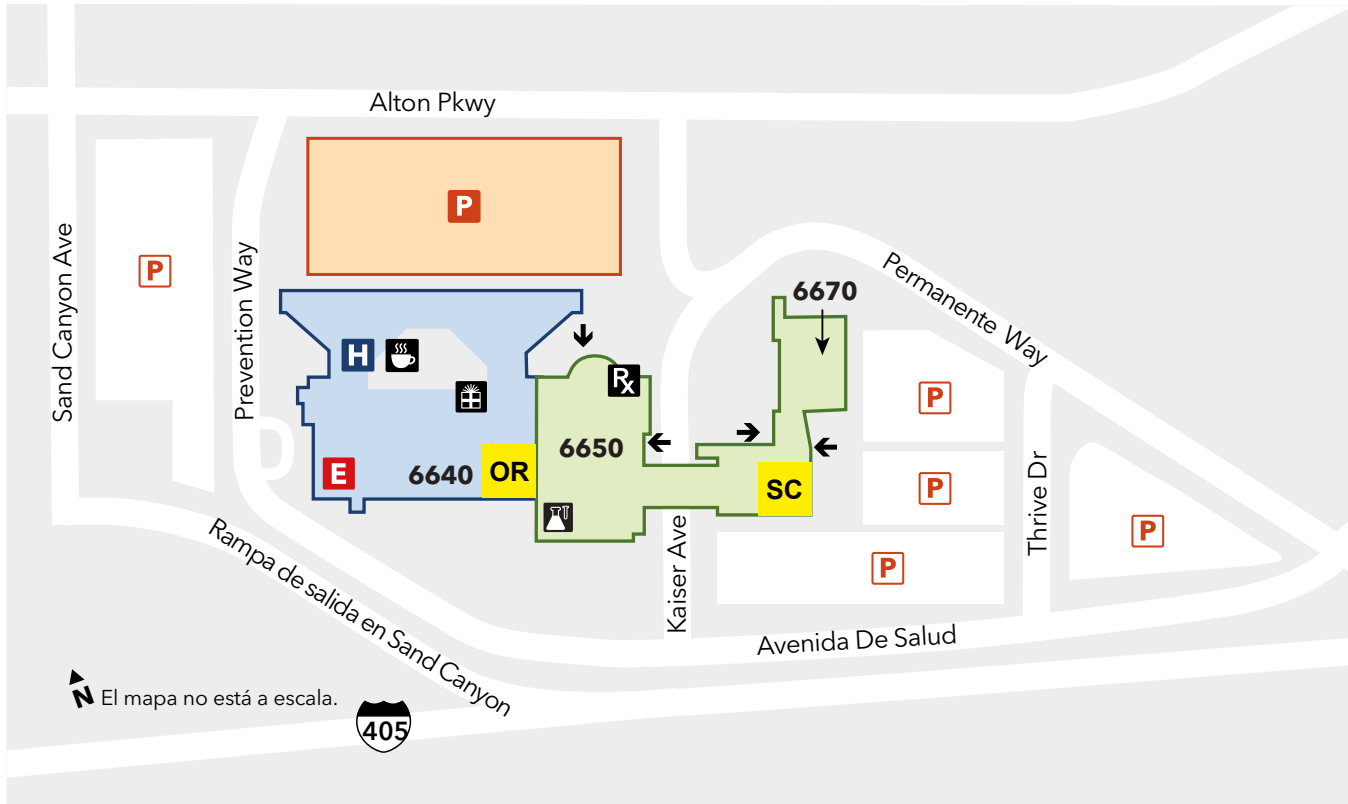 Alton Pkwy
P
Sand Canyon Ave
P
Prevention Way
Permanente Way
6670
H
Rx
P
6650
E
6640
OR
SC
P
Thrive Dr
P
P
Kaiser Ave
Rampa de salida en Sand Canyon
Avenida De Salud
N
El mapa no está a escala.
405